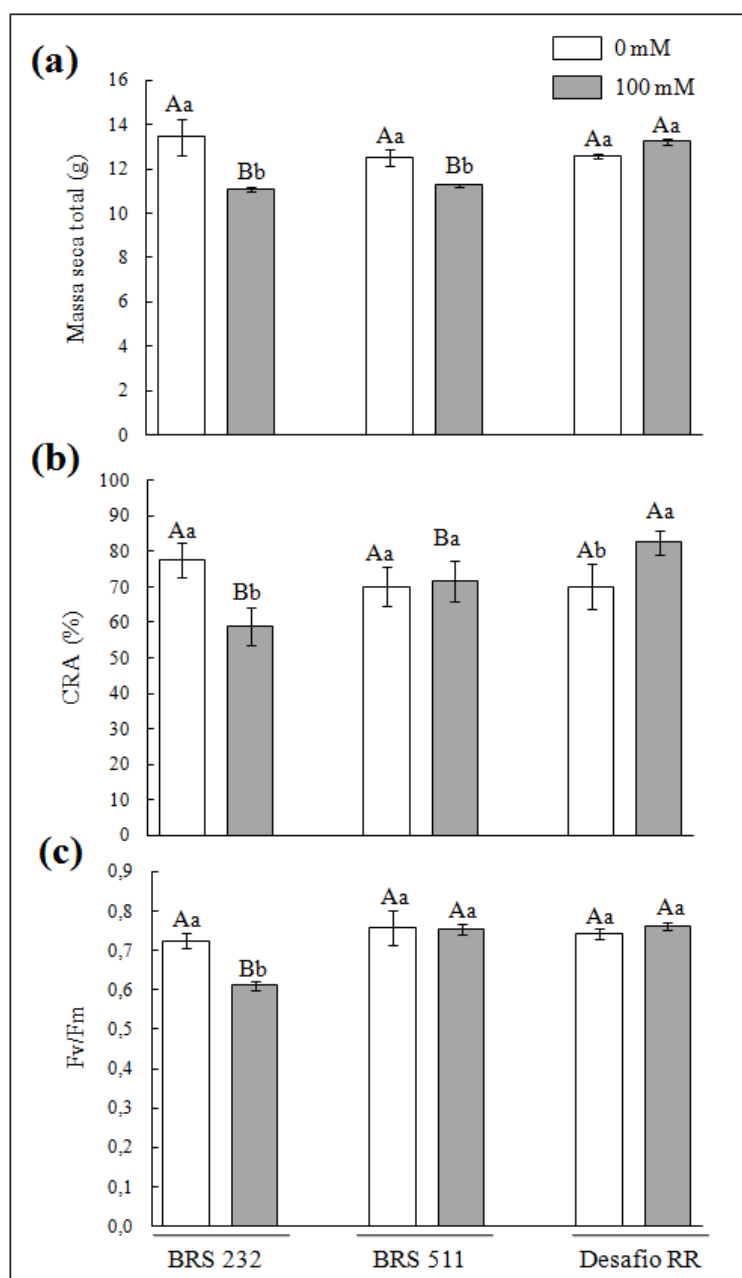 (a)
0 mM
100 mM
Massa seca total (g)
16
14
12
10
8
6
4
2
0
Aa
Bb
Aa
Bb
Aa
Aa
(b)
CRA (%)
100
90
80
70
60
50
40
30
20
10
0
Aa
Bb
Aa
Ba
Ab
Aa
(c)
Fv/Fm
0,9
0,8
0,7
0,6
0,5
0,4
0,3
0,2
0,1
0,0
Aa
Bb
Aa
Aa
Aa
Aa
BRS 232
BRS 511
Desafio RR